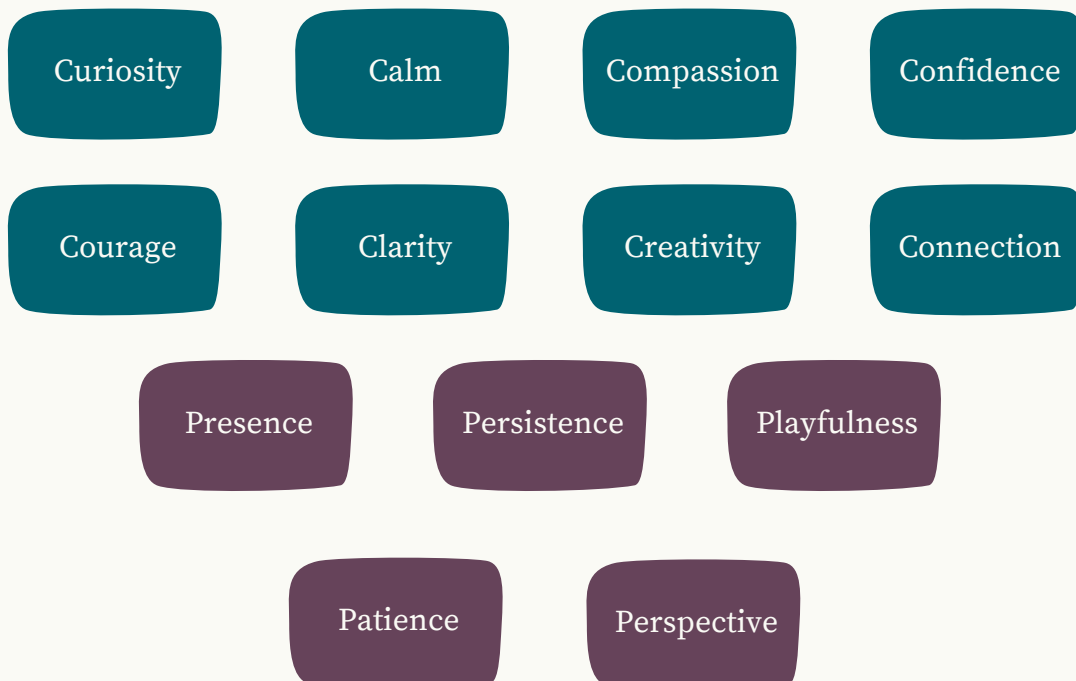 Curiosity
Calm
Compassion
Confidence
Courage
Clarity
Creativity
Connection
Presence
Persistence
Playfulness
Patience
Perspective